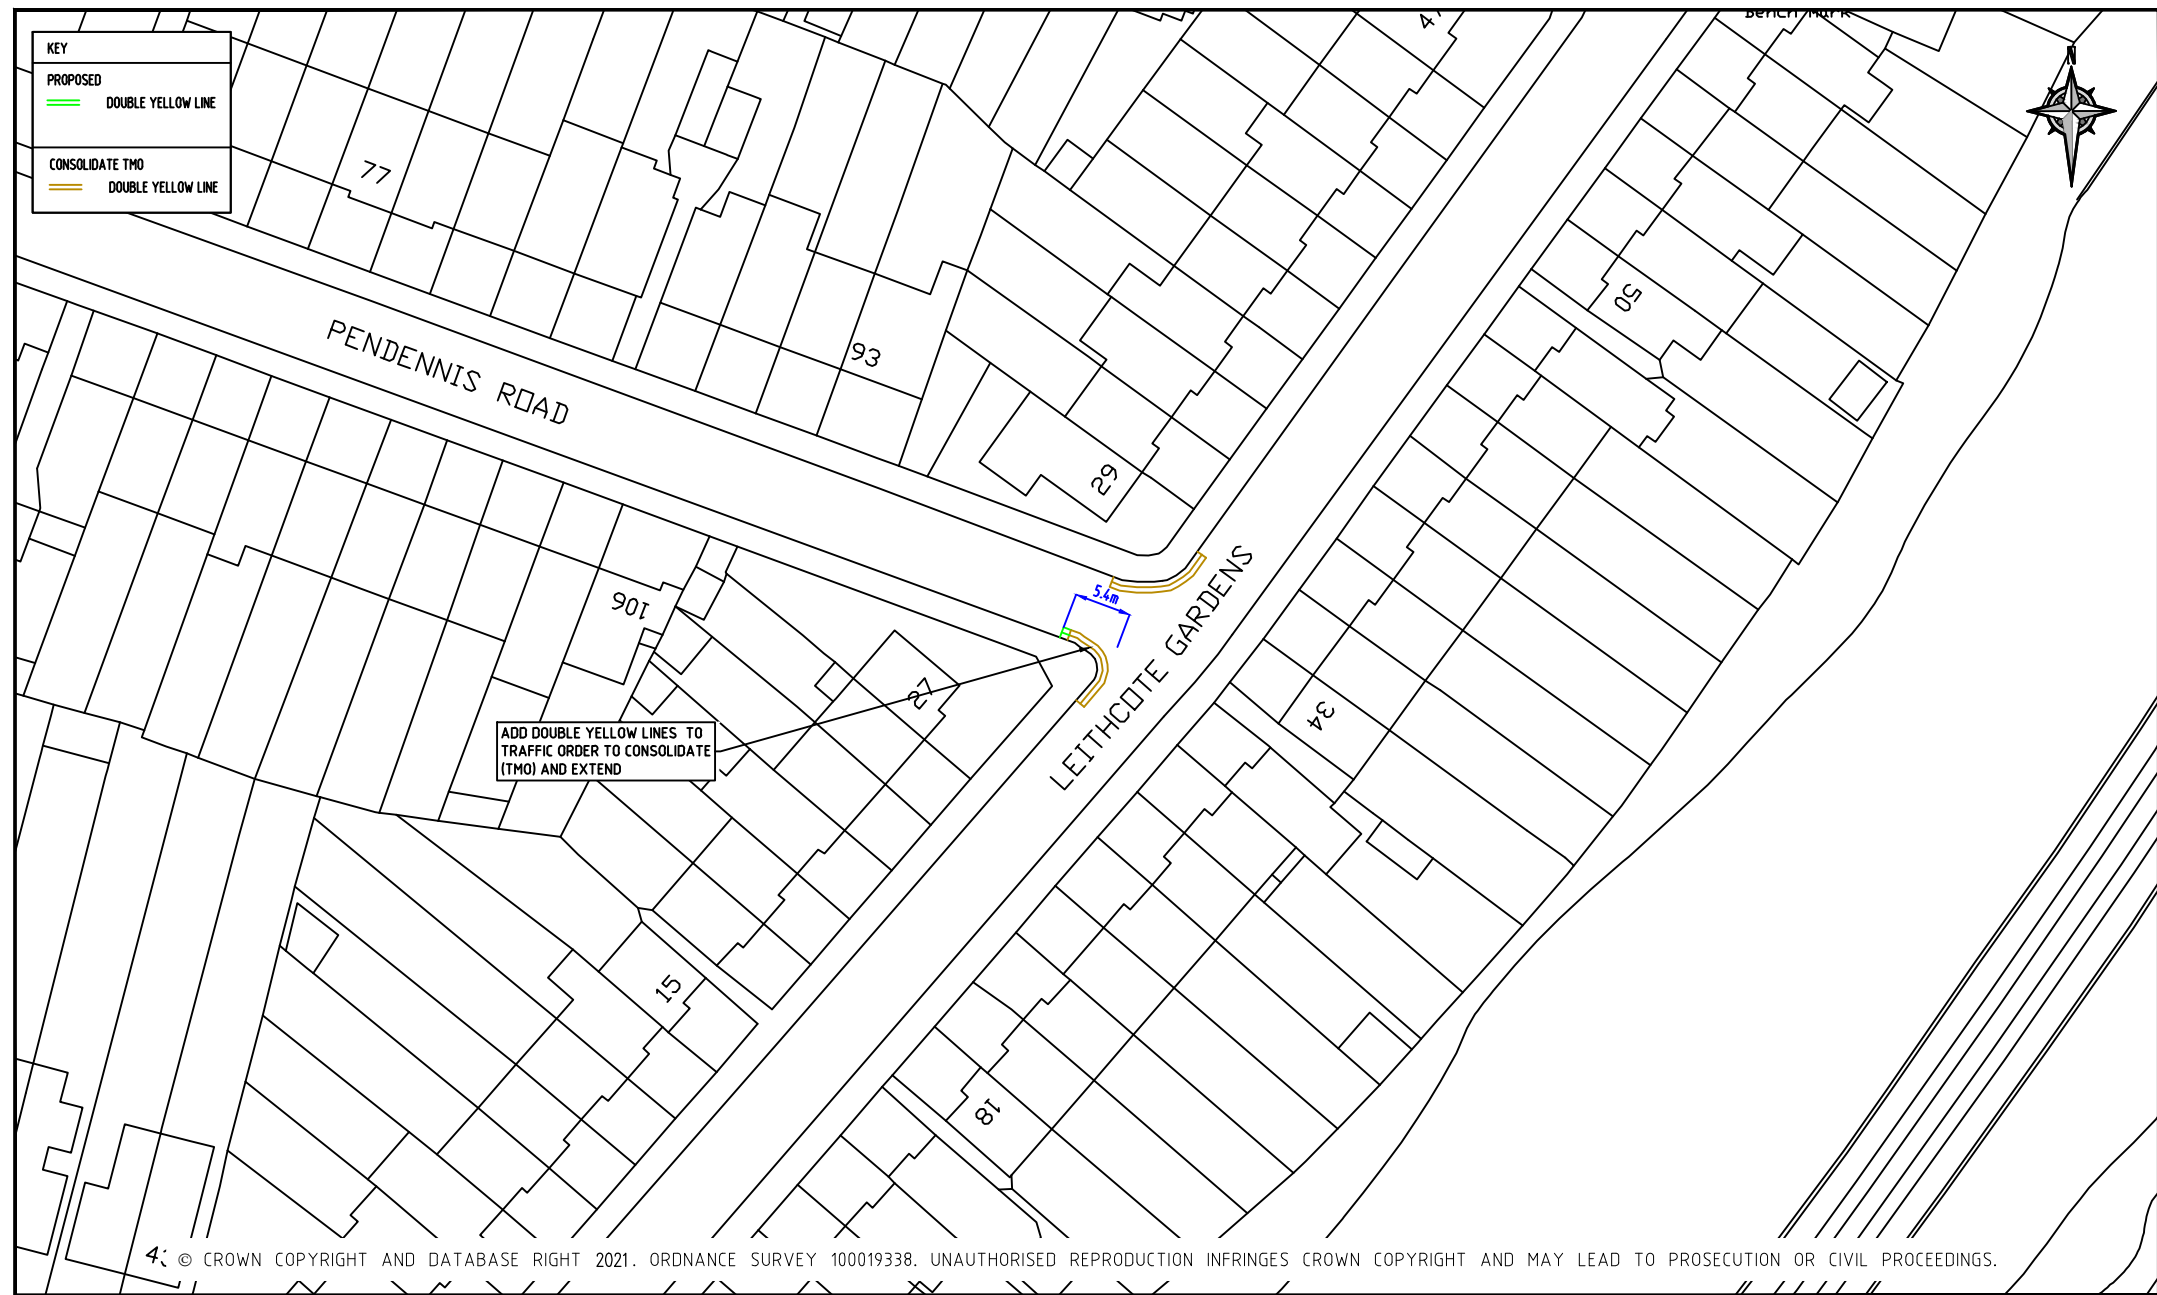 KEY
PROPOSED
DOUBLE YELLOW LINE
CONSOLIDATE TMO
DOUBLE YELLOW LINE
Bench Mark
N
77
93
PENDENNIS ROAD
50
29
106
5.4m
LEITHCOTE GARDENS
27
34
ADD DOUBLE YELLOW LINES TO
TRAFFIC ORDER TO CONSOLIDATE
(TMO) AND EXTEND
15
18
© CROWN COPYRIGHT AND DATABASE RIGHT 2021. ORDNANCE SURVEY 100019338. UNAUTHORISED REPRODUCTION INFRINGES CROWN COPYRIGHT AND MAY LEAD TO PROSECUTION OR CIVIL PROCEEDINGS.